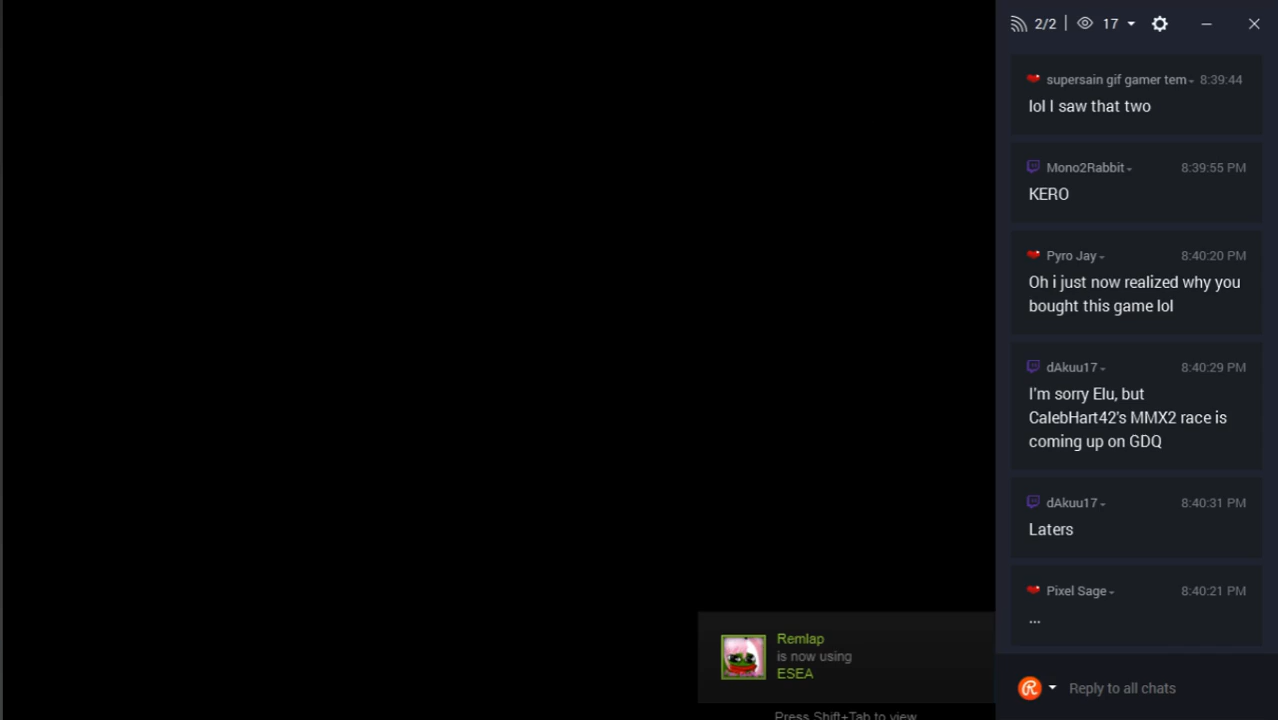 2/2
17
supersain gif gamer tem 8:39:44
lol I saw that two
Mono2Rabbit 8:39:55 PM
KERO
Pyro Jay 8:40:20 PM
Oh i just now realized why you
bought this game lol
dAkuu17 8:40:29 PM
I'm sorry Elu, but
CalebHart42's MMX2 race is
coming up on GDQ
dAkuu17 8:40:31 PM
Laters
Pixel Sage 8:40:21 PM
...
Remlap
is now using
ESEA
Press Shift+Tab to view
Reply to all chats